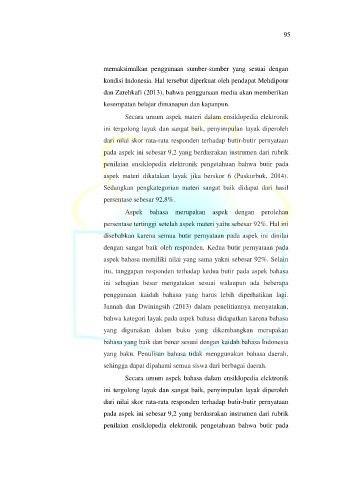 95
memaksimalkan penggunaan sumber-sumber yang sesuai dengan
kondisi Indonesia. Hal tersebut diperkuat oleh pendapat Mehdipour
dan Zarehkafi (2013), bahwa penggunaan media akan memberikan
kesempatan belajar dimanapun dan kapanpun.
Secara umum aspek materi dalam ensiklopedia elektronik
ini tergolong layak dan sangat baik, penyimpulan layak diperoleh
dari nilai skor rata-rata responden terhadap butir-butir pernyataan
pada aspek ini sebesar 9,2 yang berdasarakan instrumen dari rubrik
penilaian ensiklopedia elektronik pengetahuan bahwa butir pada
aspek materi dikatakan layak jika berskor 6 (Puskurbuk, 2014).
Sedangkan pengkategorian materi sangat baik didapat dari hasil
persentase sebesar 92,8%.
Aspek bahasa merupakan aspek dengan perolehan
persentase tertinggi setelah aspek materi yaitu sebesar 92%. Hal ini
disebabkan karena semua butir pernyataan pada aspek ini dinilai
dengan sangat baik oleh responden. Kedua butir pernyataan pada
aspek bahasa memiliki nilai yang sama yakni sebesar 92%. Selain
itu, tanggapan responden terhadap kedua butir pada aspek bahasa
ini sebagian besar mengatakan sesuai walaupun ada beberapa
penggunaan kaidah bahasa yang harus lebih diperhatikan lagi.
Jannah dan Dwiningsih (2013) dalam penelitiannya menyatakan,
bahwa kategori layak pada aspek bahasa didapatkan karena bahasa
yang digunakan dalam buku yang dikembangkan merupakan
bahasa yang baik dan benar sesuai dengan kaidah bahasa Indonesia
yang baku. Penulisan bahasa tidak menggunakan bahasa daerah,
sehingga dapat dipahami semua siswa dari berbagai daerah.
Secara umum aspek bahasa dalam ensiklopedia elektronik
ini tergolong layak dan sangat baik, penyimpulan layak diperoleh
dari nilai skor rata-rata responden terhadap butir-butir pernyataan
pada aspek ini sebesar 9,2 yang berdasarakan instrumen dari rubrik
penilaian ensiklopedia elektronik pengetahuan bahwa butir pada